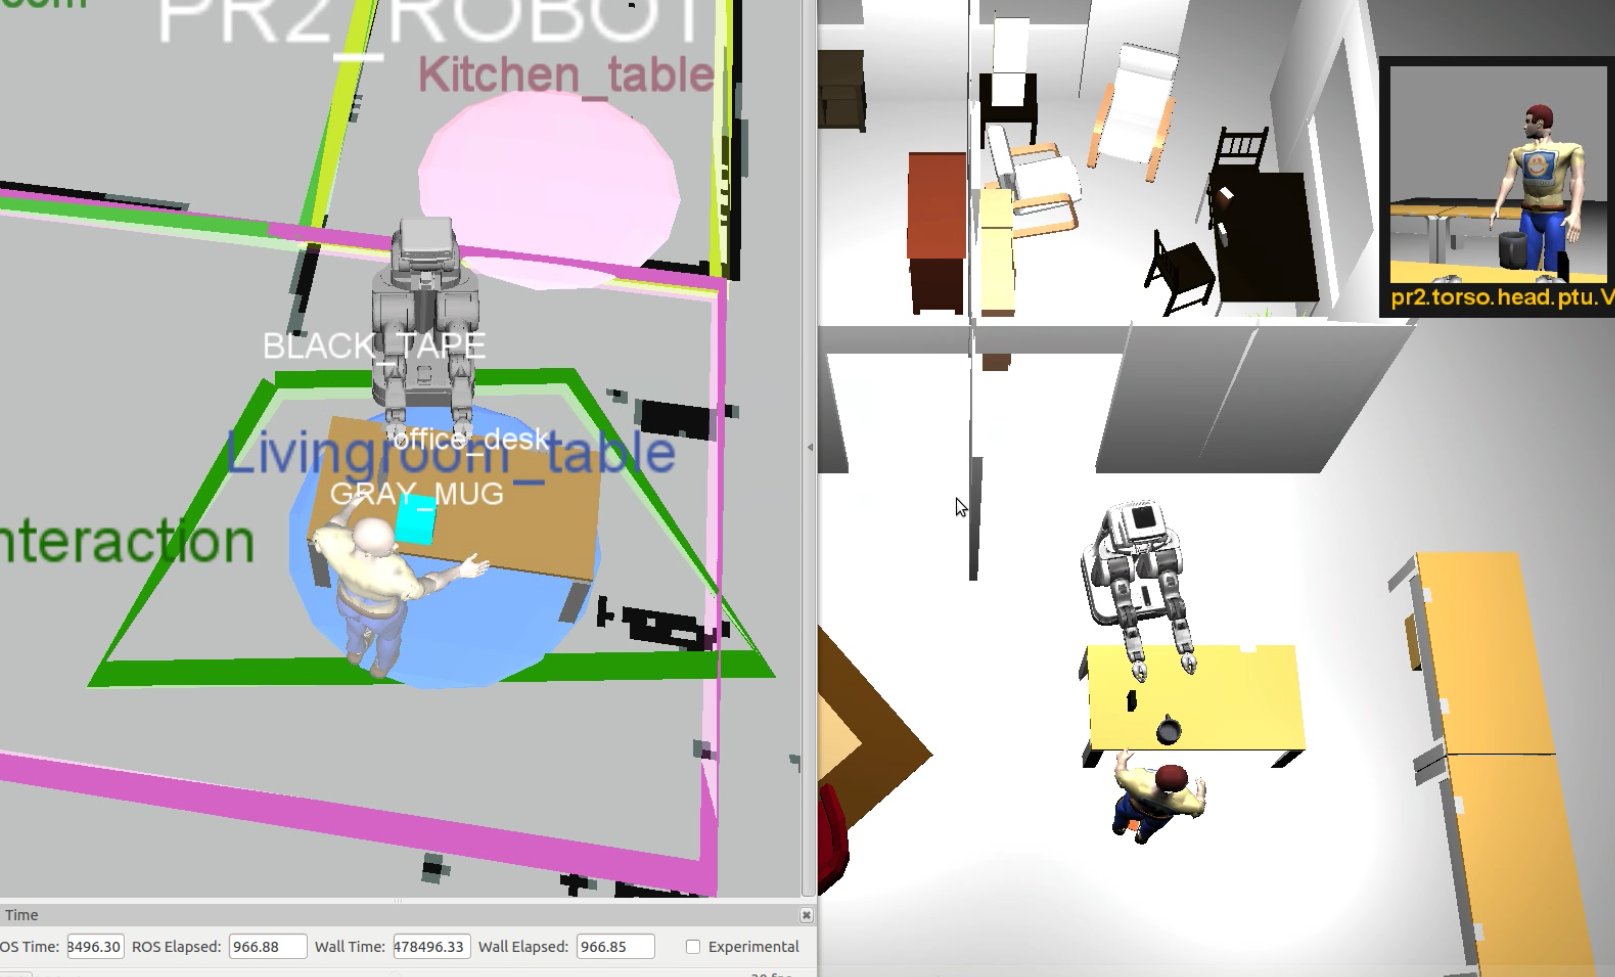 PR2_ROBOT
Kitchen_table
BLACK_TAPE
office_desk
Livingroom_table
GRAY_MUG
nteraction
pr2.torso.head.ptu.V
Time
OS Time: 3496.30 ROS Elapsed: 966.88 Wall Time: 478496.33 Wall Elapsed: 966.85 Experimental